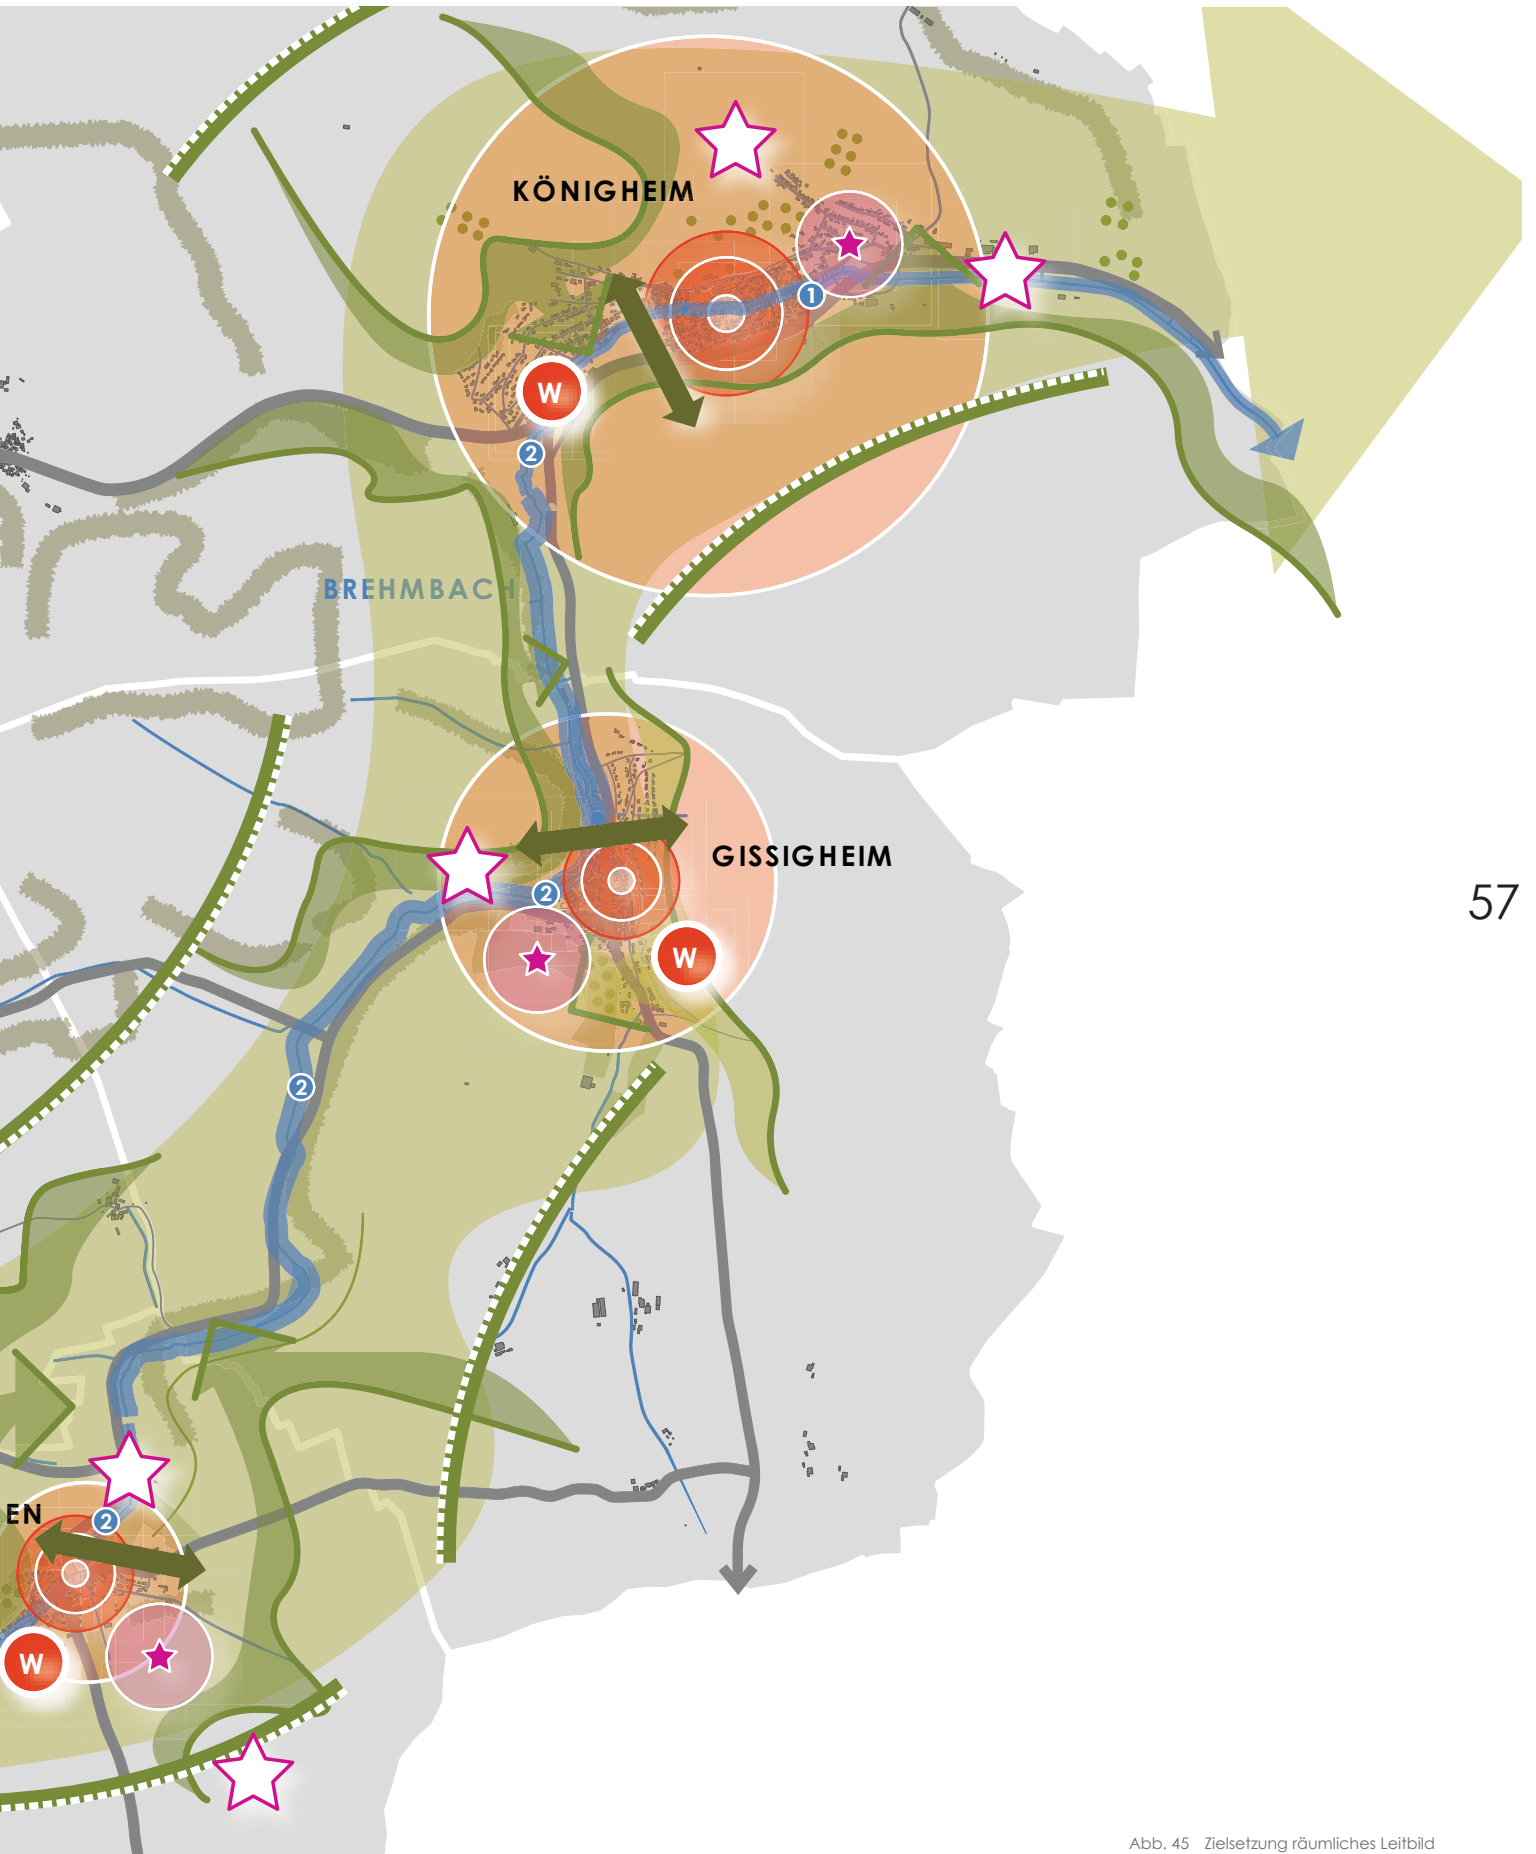 KÖNIGHEIM
1
W
2
BREHMBACH
GISSIGHEIM
2
57
W
2
EN
2
W
Abb. 45 Zielsetzung räumliches Leitbild